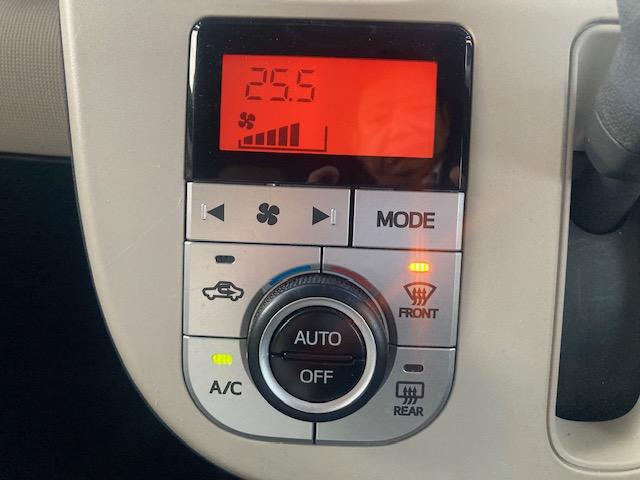 25.5
MODE
FRONT
AUTO
OFF
A/C
REAR